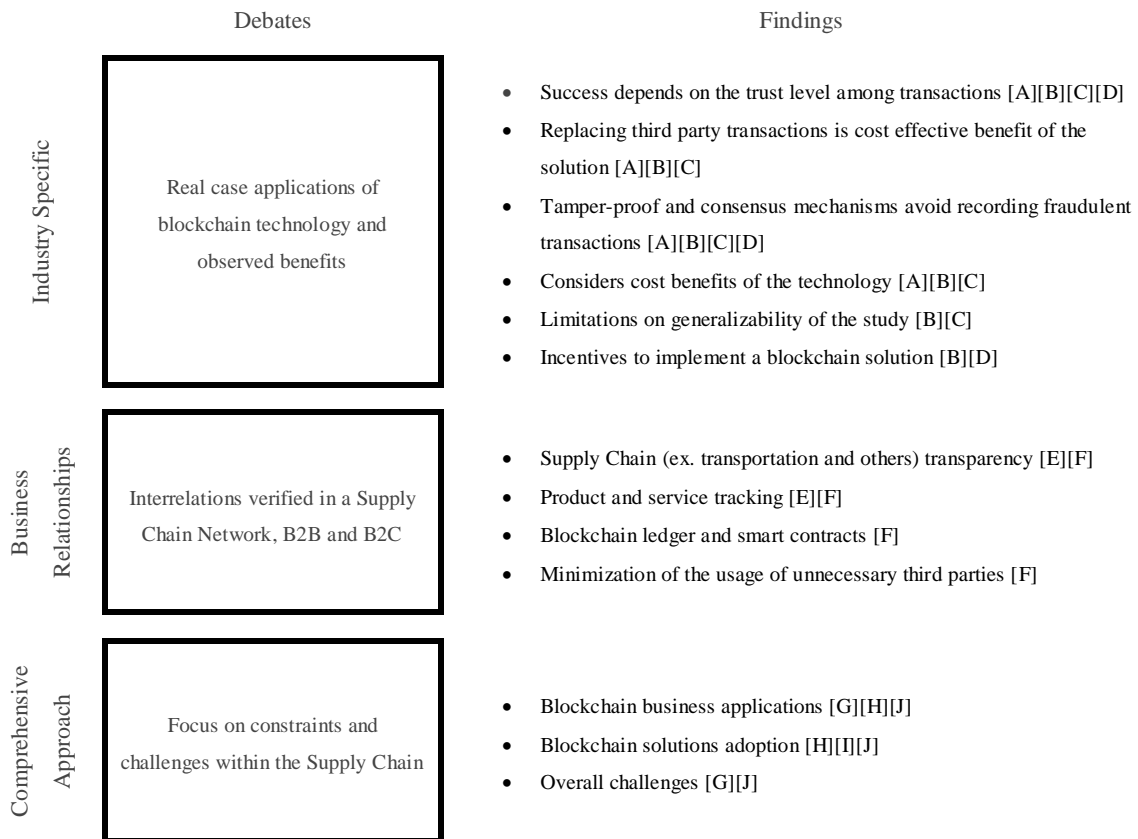 Debates
Findings
Industry Specific
Real case applications of
blockchain technology and
observed benefits
• Success depends on the trust level among transactions [A][B][C][D]
• Replacing third party transactions is cost effective benefit of the
solution [A][B][C]
• Tamper-proof and consensus mechanisms avoid recording fraudulent
transactions [A][B][C][D]
• Considers cost benefits of the technology [A][B][C]
• Limitations on generalizability of the study [B][C]
• Incentives to implement a blockchain solution [B][D]
Business
Relationships
Interrelations verified in a Supply
Chain Network, B2B and B2C
• Supply Chain (ex. transportation and others) transparency [E][F]
• Product and service tracking [E][F]
• Blockchain ledger and smart contracts [F]
• Minimization of the usage of unnecessary third parties [F]
Comprehensive
Approach
Focus on constraints and
challenges within the Supply Chain
• Blockchain business applications [G][H][J]
• Blockchain solutions adoption [H][I][J]
• Overall challenges [G][J]